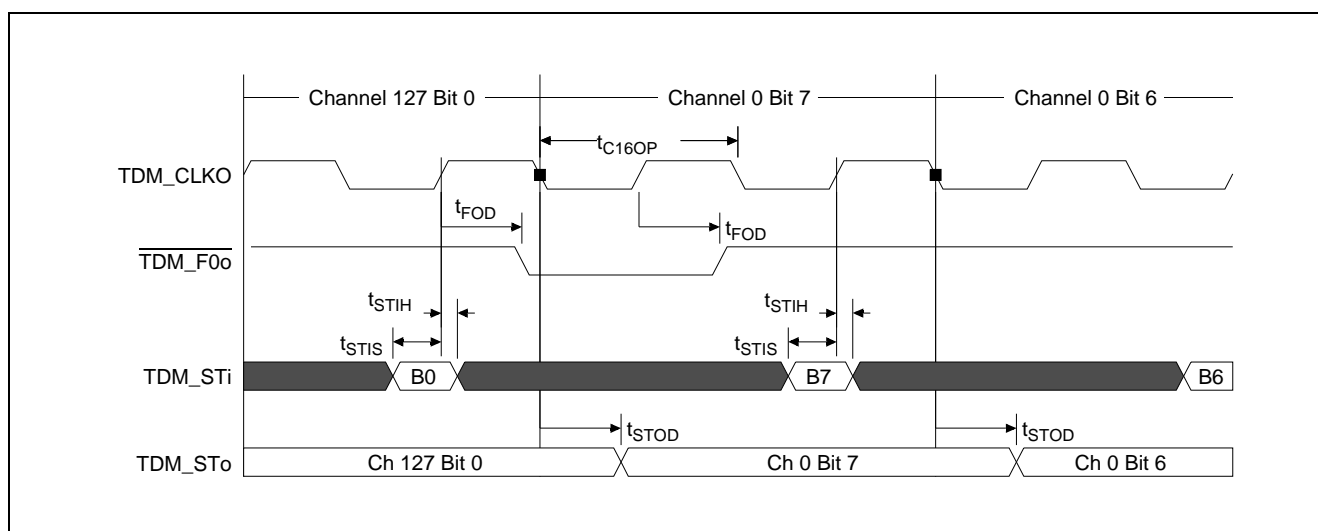 Channel 127 Bit 0 Channel 0 Bit 7 Channel 0 Bit 6
tC16OP
TDM_CLKO
tFOD
tFOD
TDM_F0o
tSTIH tSTIH
tSTIS tSTIS
TDM_STi B0 B7 B6
tSTOD tSTOD
TDM_STo Ch 127 Bit 0 Ch 0 Bit 7 Ch 0 Bit 6